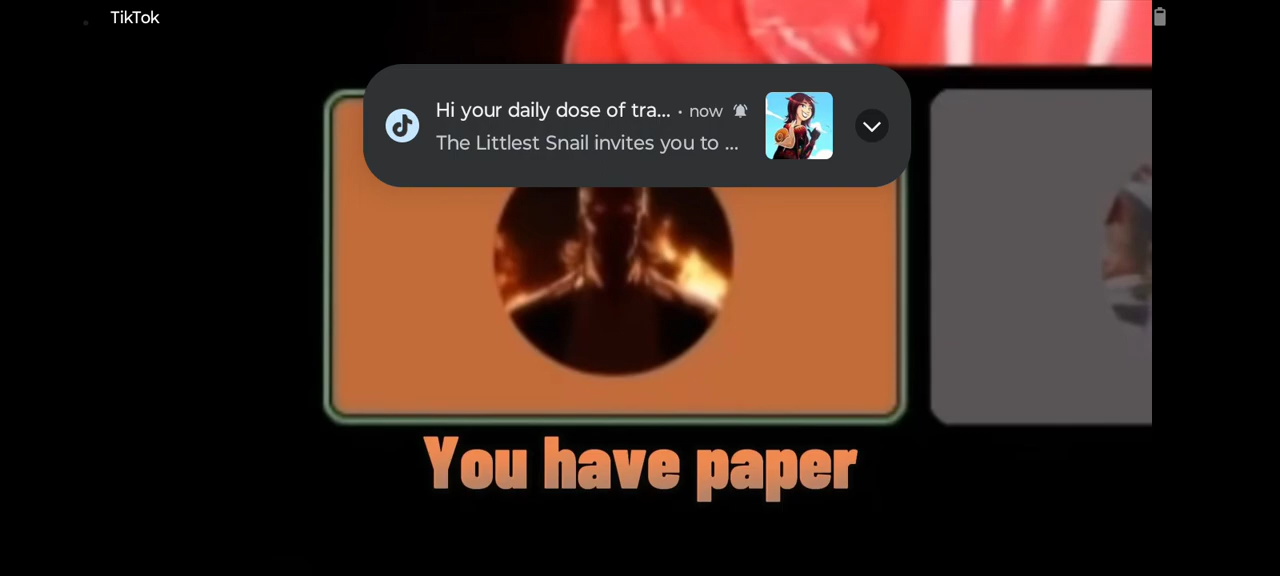 TikTok
Hi your daily dose of tra... • now
The Littlest Snail invites you to ...
You have paper